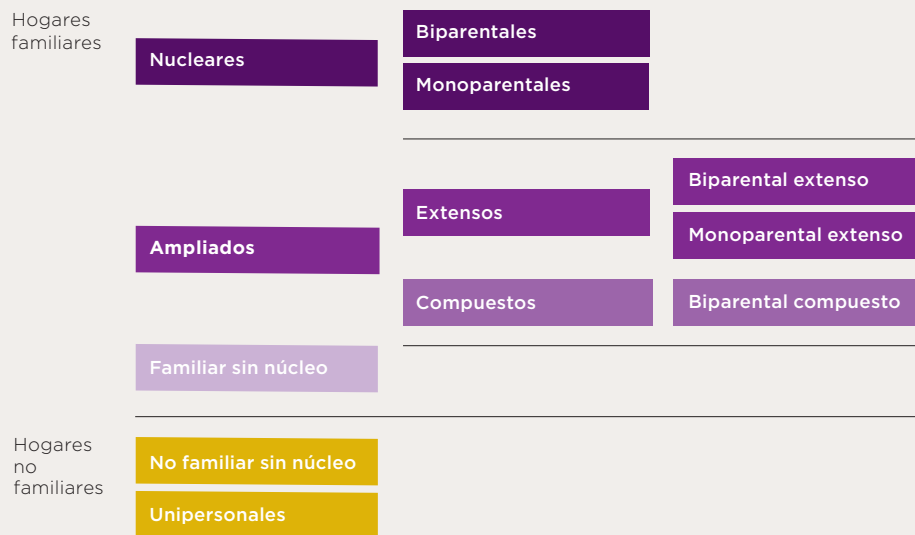 Hogares
familiares
Nucleares
Biparentales
Monoparentales
Ampliados
Extensos
Biparental extenso
Monoparental extenso
Compuestos
Biparental compuesto
Familiar sin núcleo
Hogares
no
familiares
No familiar sin núcleo
Unipersonales